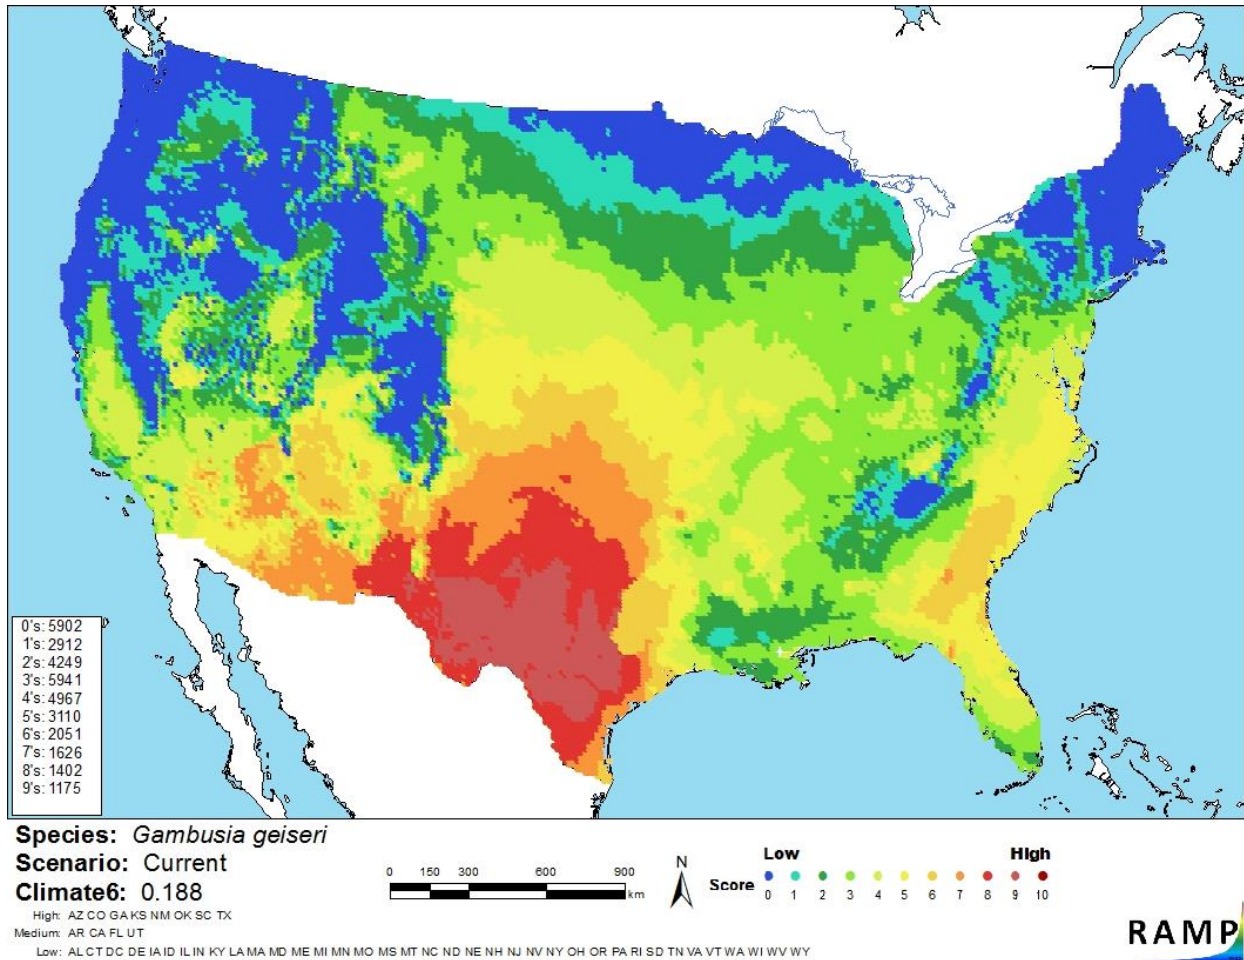 0's: 5902
1's: 2912
2's: 4249
3's: 5941
4's: 4967
5's: 3110
6's: 2051
7's: 1626
8's: 1402
9's: 1175
Species: Gambusia geiseri
Scenario: Current
Climate6: 0.188
High: AZ CO GA KS NM OK SC TX
Medium: AR CA FL UT
Low: AL CT DC DE IA ID IL IN KY LA MA MD ME MI MN MO MS MT NC ND NE NH NJ NV NY OH OR PA RI SD TN VA VT WA WI WV WY
0 150 300 600 900
km
N
Low High
Score
0 1 2 3 4 5 6 7 8 9 10
RAMP